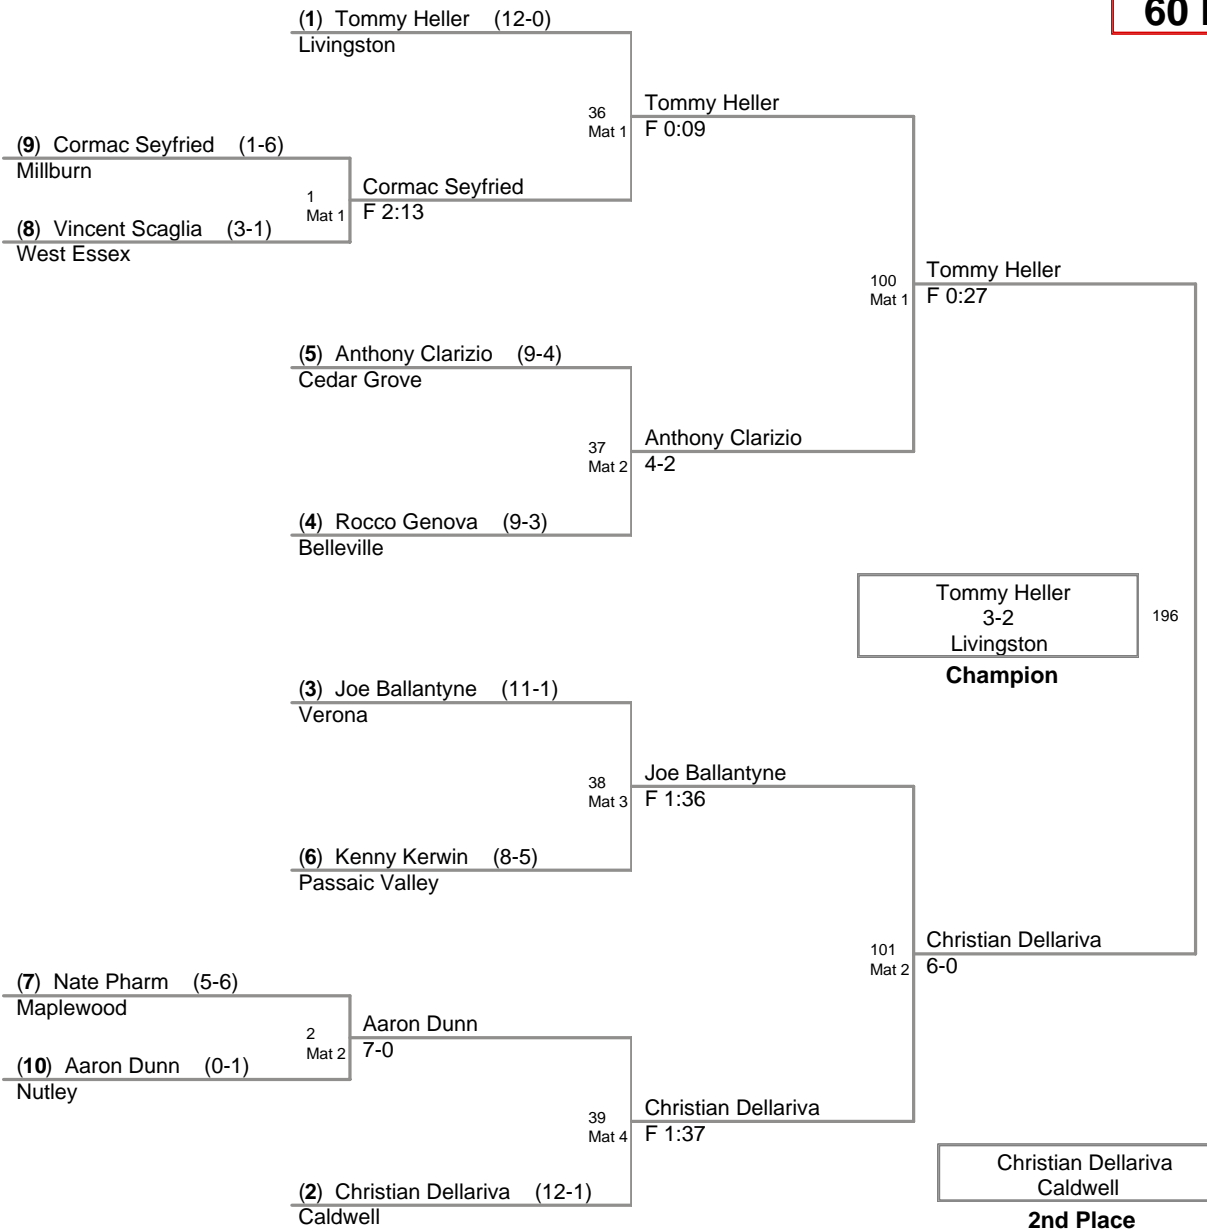 60
(1) Tommy Heller (12-0)
Livingston
36
Mat 1
Tommy Heller
F 0:09
(9) Cormac Seyfried (1-6)
Millburn
1
Mat 1
Cormac Seyfried
F 2:13
(8) Vincent Scaglia (3-1)
West Essex
100
Mat 1
Tommy Heller
F 0:27
(5) Anthony Clarizio (9-4)
Cedar Grove
37
Mat 2
Anthony Clarizio
4-2
(4) Rocco Genova (9-3)
Belleville
Tommy Heller
3-2
Livingston
196
Champion
(3) Joe Ballantyne (11-1)
Verona
38
Mat 3
Joe Ballantyne
F 1:36
(6) Kenny Kerwin (8-5)
Passaic Valley
101
Mat 2
Christian Dellariva
6-0
(7) Nate Pharm (5-6)
Maplewood
2
Mat 2
Aaron Dunn
7-0
(10) Aaron Dunn (0-1)
Nutley
39
Mat 4
Christian Dellariva
F 1:37
(2) Christian Dellariva (12-1)
Caldwell
Christian Dellariva
Caldwell
2nd Place